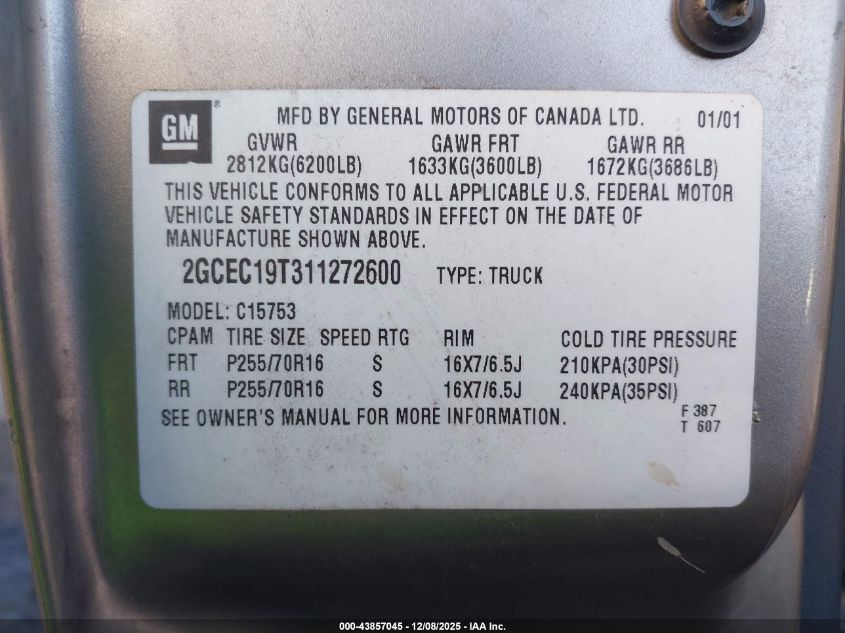 GM ® MFD BY GENERAL MOTORS OF CANADA LTD. 01/01
GVWR GAWR FRT GAWR RR
2812KG(6200LB) 1633KG(3600LB) 1672KG(3686LB)
THIS VEHICLE CONFORMS TO ALL APPLICABLE U.S. FEDERAL MOTOR
VEHICLE SAFETY STANDARDS IN EFFECT ON THE DATE OF
MANUFACTURE SHOWN ABOVE.
2GCEC19T311272600 TYPE: TRUCK
MODEL: C15753
CPAM TIRE SIZE SPEED RTG RIM COLD TIRE PRESSURE
FRT P255/70R16 S 16X7/6.5J 210KPA(30PSI)
RR P255/70R16 S 16X7/6.5J 240KPA(35PSI)
SEE OWNER'S MANUAL FOR MORE INFORMATION.
F 387
T 607
000-43857045 - 12/08/2025 - IAA Inc.